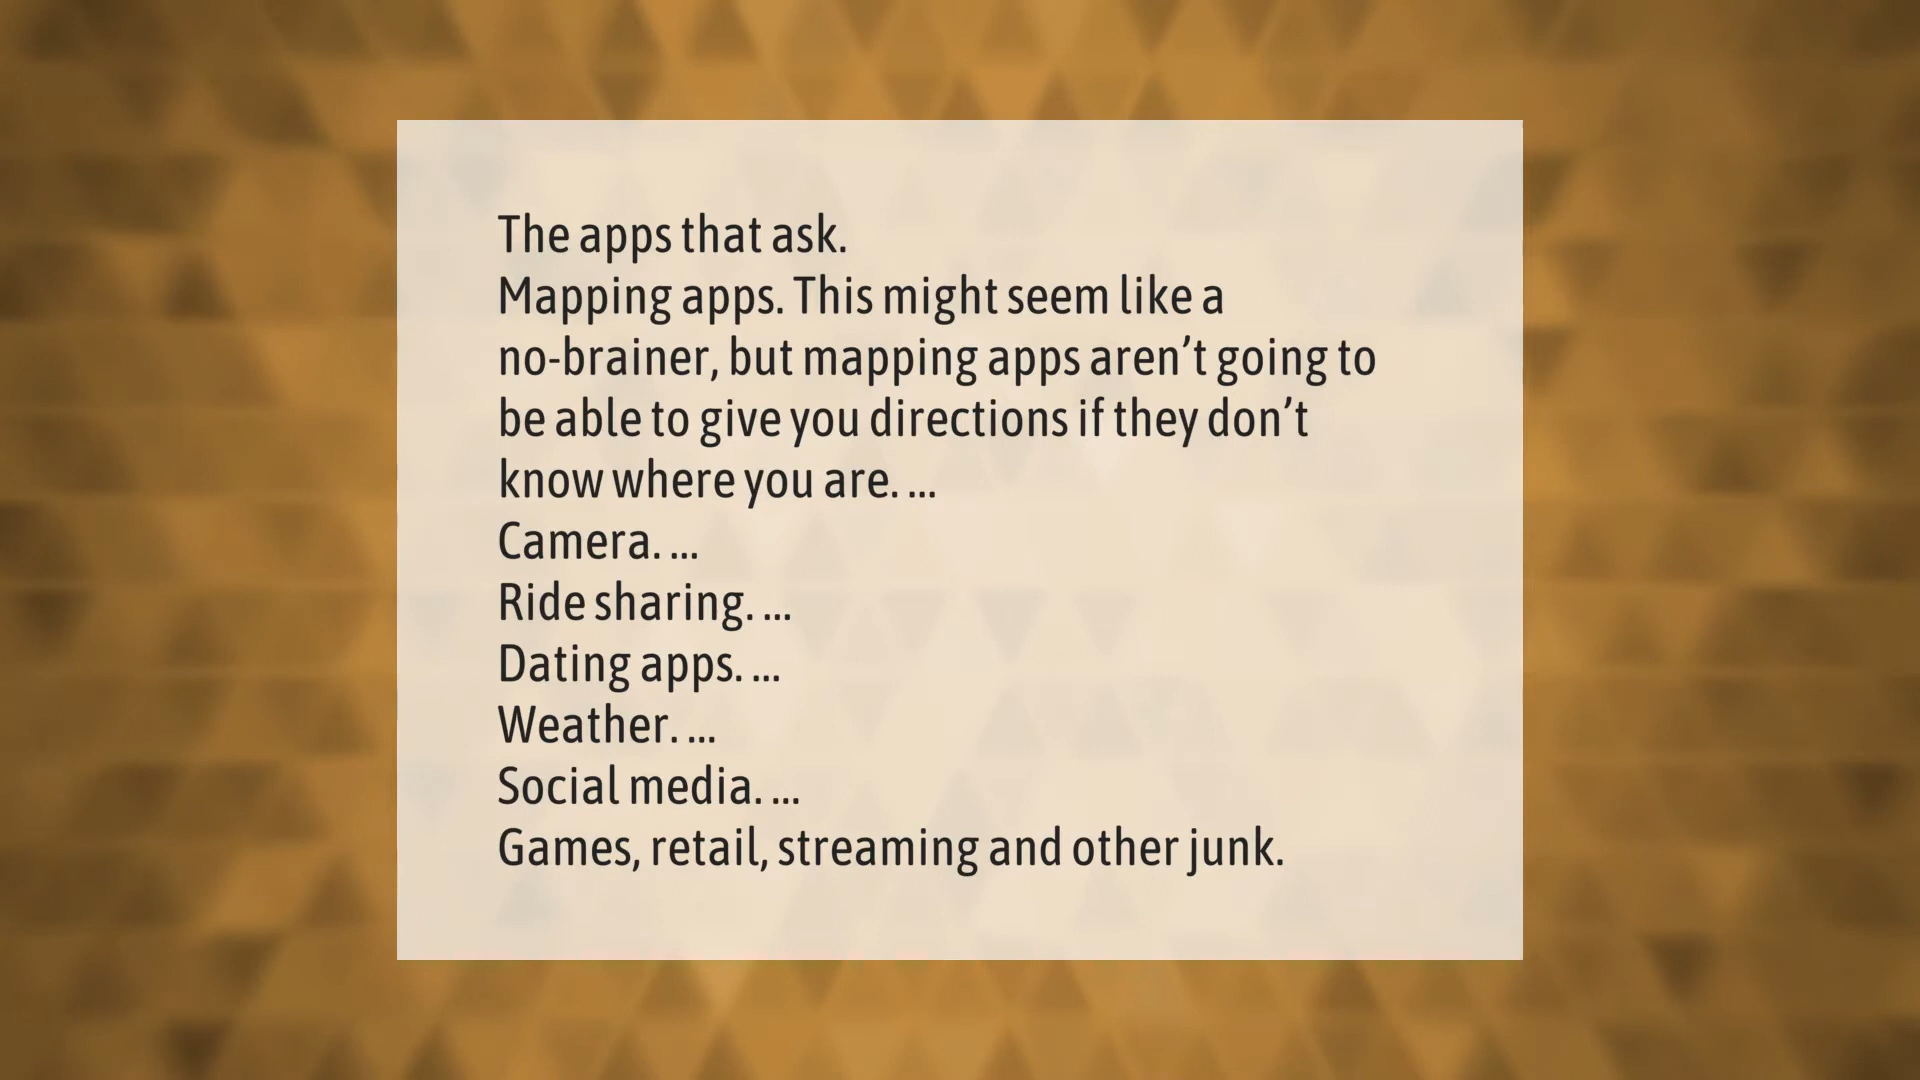 The apps that ask.
Mapping apps. This might seem like a
no-brainer, but mapping apps aren’t going to
be able to give you directions if they don’t
know where you are. ...
Camera. ...
Ride sharing. ...
Dating apps. ...
Weather. ...
Social media. ...
Games, retail, streaming and other junk.